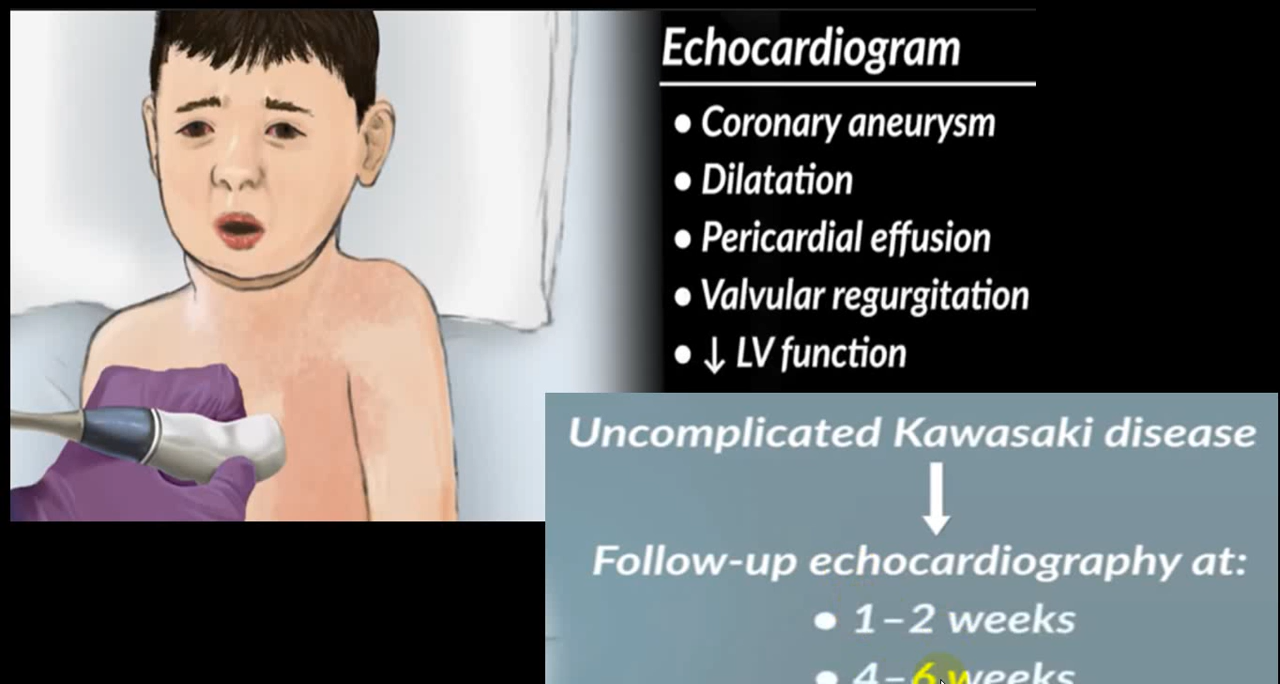 Echocardiogram
● Coronary aneurysm
● Dilatation
● Pericardial effusion
● Valvular regurgitation
● ↓ LV function
Uncomplicated Kawasaki disease
↓
Follow-up echocardiography at:
● 1–2 weeks
● 4–6 weeks